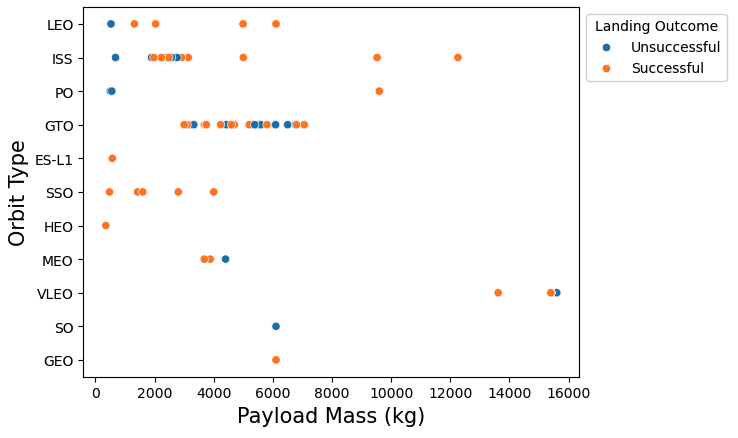 Orbit Type
LEO
ISS
PO
GTO
ES-L1
SSO
HEO
MEO
VLEO
SO
GEO
0 2000 4000 6000 8000 10000 12000 14000 16000
Payload Mass (kg)
Landing Outcome
Unsuccessful
Successful